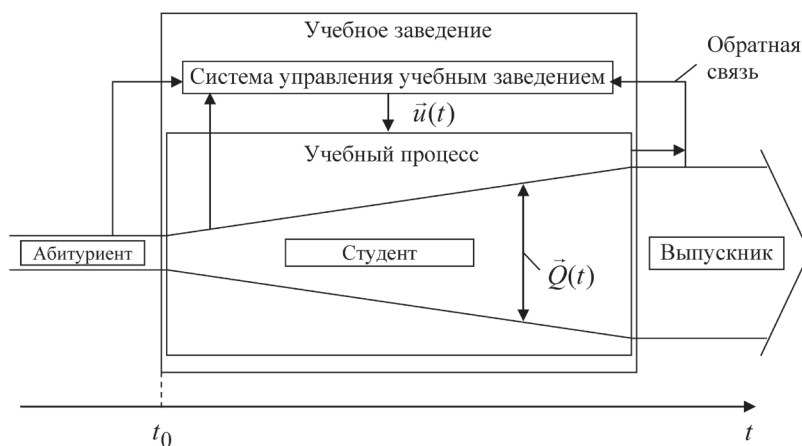 Учебное заведение
Обратная
связь
Система управления учебным заведением
u⃗(t)
Учебный процесс
Абитуриент
Студент
Выпускник
Q⃗(t)
t₀
t